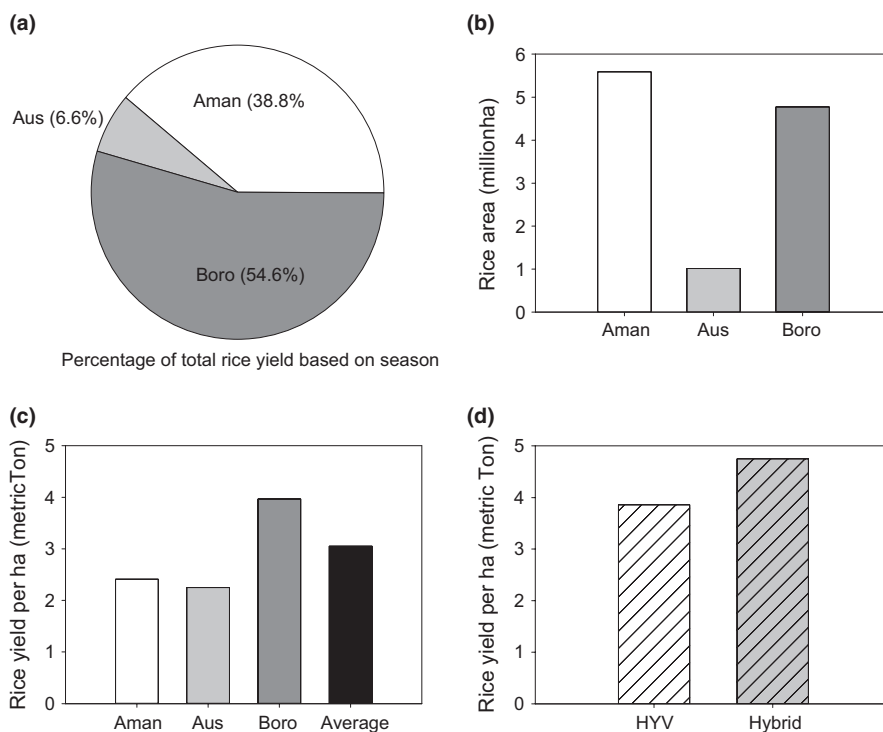 (a)
Aman (38.8%
Aus (6.6%)
Boro (54.6%)
Percentage of total rice yield based on season
(b)
Rice area (millionha)
6
5
4
3
2
1
0
Aman Aus Boro
(c)
Rice yield per ha (metricTon)
5
4
3
2
1
0
Aman Aus Boro Average
(d)
Rice yield per ha (metric Ton)
5
4
3
2
1
0
HYV Hybrid